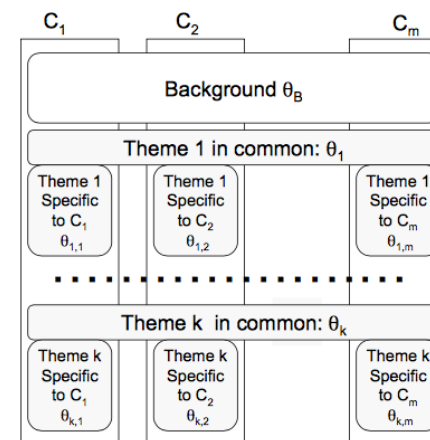 C₁ C₂ Cₘ
Background θ_B
Theme 1 in common: θ₁
Theme 1 Theme 1 Theme 1
Specific Specific Specific
to C₁ to C₂ to Cₘ
θ₁,₁ θ₁,₂ θ₁,ₘ
Theme k in common: θₖ
Theme k Theme k Theme k
Specific Specific Specific
to C₁ to C₂ to Cₘ
θₖ,₁ θₖ,₂ θₖ,ₘ